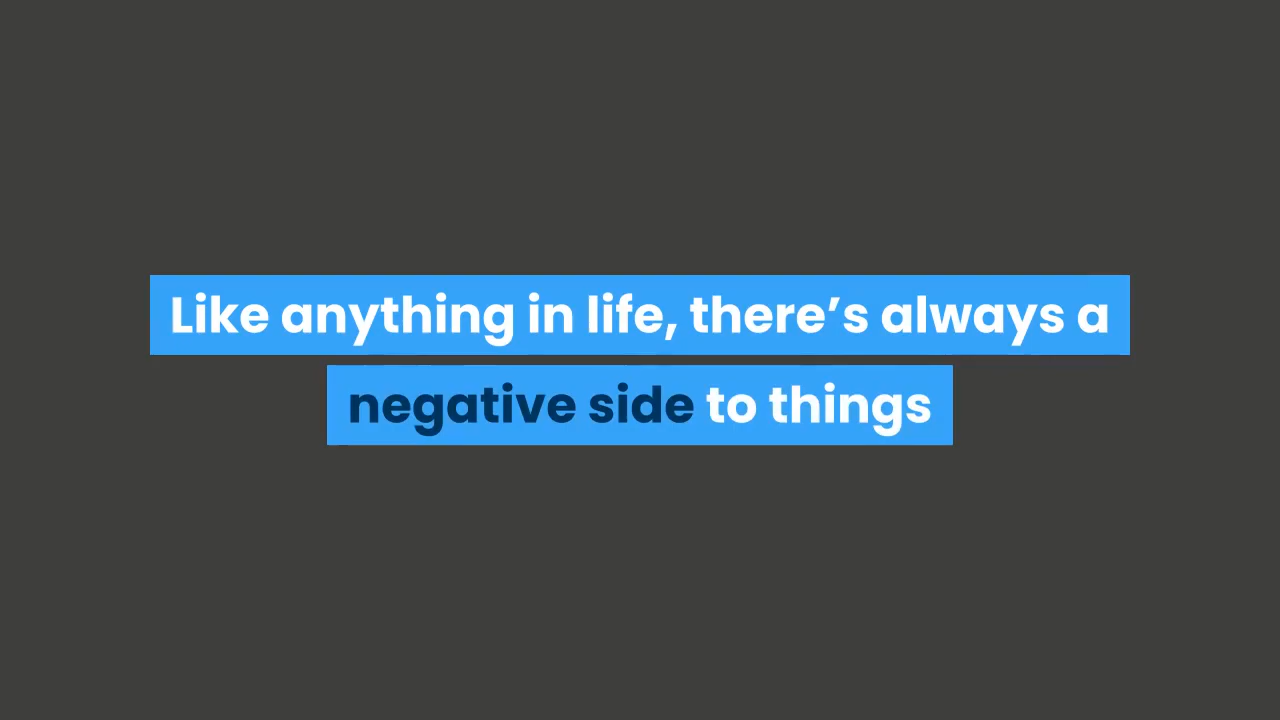 Like anything in life, there’s always a
negative side to things